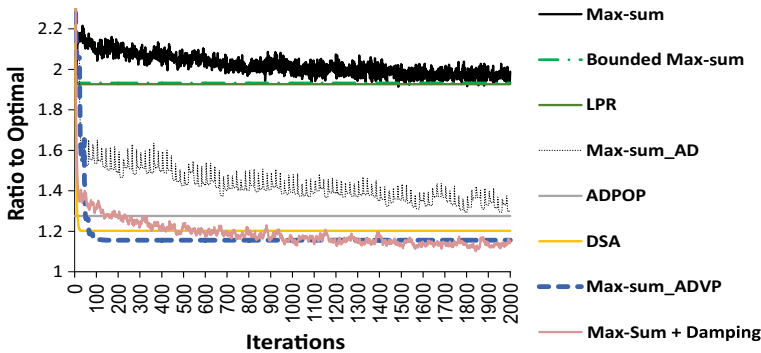 2.2
2
1.8
1.6
1.4
1.2
1
Ratio to Optimal
0
100
200
300
400
500
600
700
800
900
1000
1100
1200
1300
1400
1500
1600
1700
1800
1900
2000
Iterations
Max-sum
Bounded Max-sum
LPR
Max-sum_AD
ADPOP
DSA
Max-sum_ADVP
Max-Sum + Damping